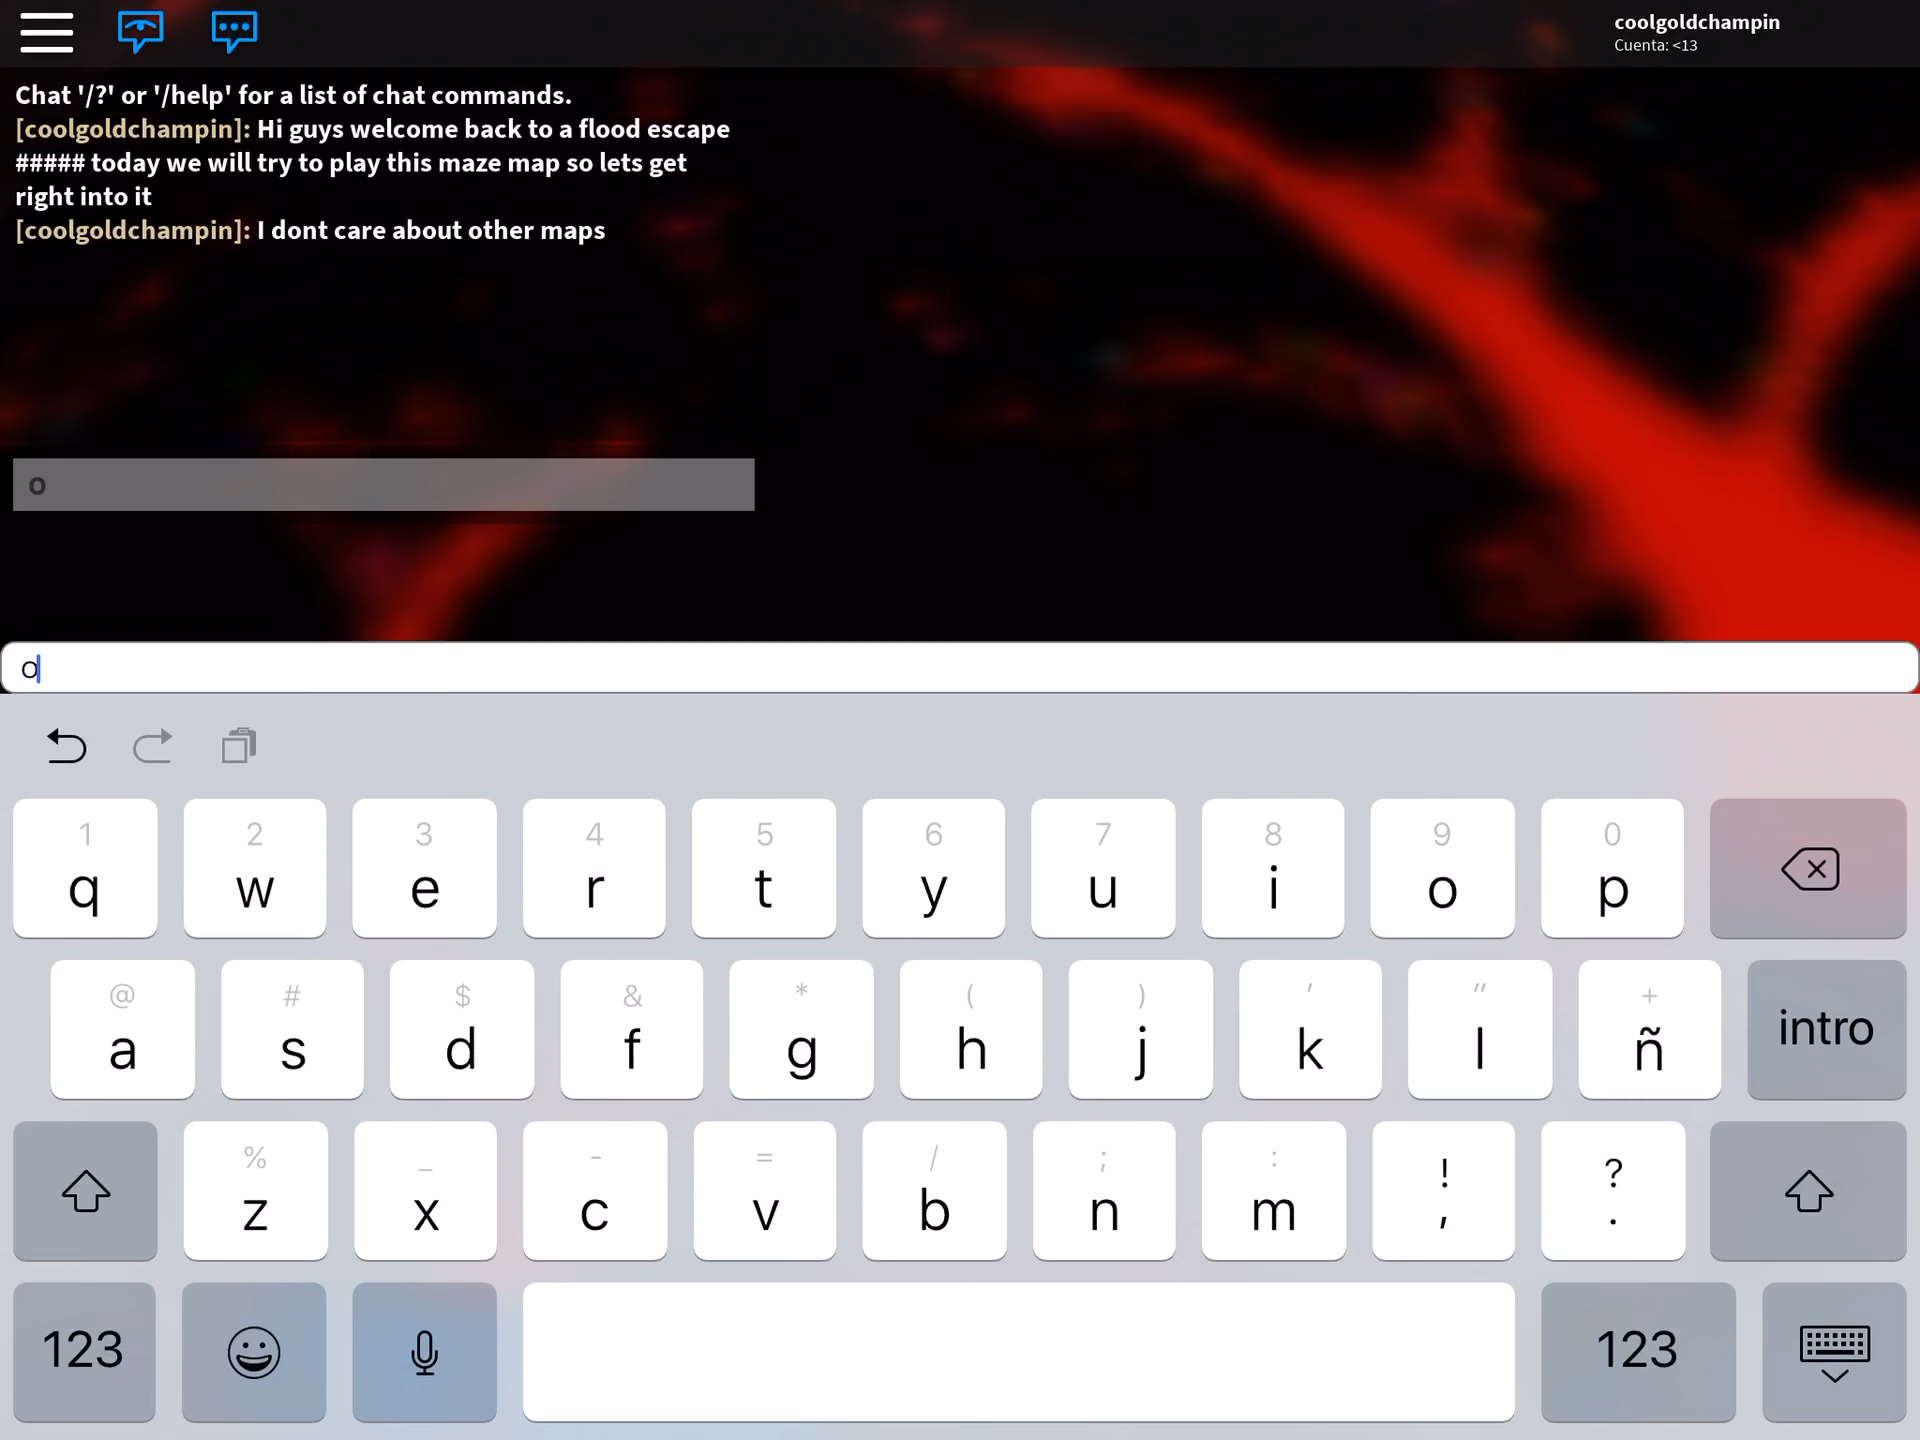 coolgoldchampin
Cuenta: <13
Chat '/?' or '/help' for a list of chat commands.
[coolgoldchampin]: Hi guys welcome back to a flood escape
##### today we will try to play this maze map so lets get
right into it
[coolgoldchampin]: I dont care about other maps
o
o
1 2 3 4 5 6 7 8 9 0
q w e r t y u i o p
@ # $ & * ( ) ' " +
a s d f g h j k l ñ intro
% _ - = / ; : ! ?
z x c v b n m , .
123 123